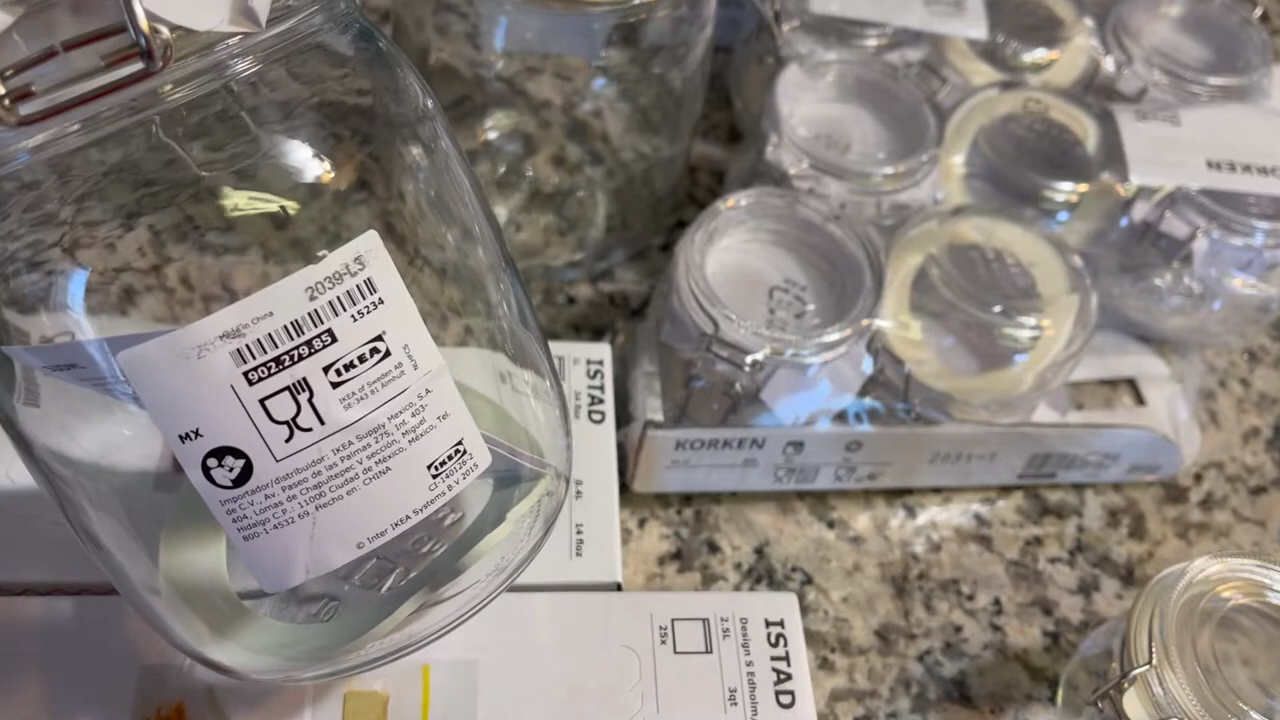 2039-L3
Made in China
15234
902.279.85
IKEA®
IKEA of Sweden AB
SE-343 81 Älmhult
MX
Importador/distribuidor: IKEA Supply Mexico, S.A.
de C.V., Av. Paseo de las Palmas 275, Int. 403-
404, Lomas de Chapultepec V sección, Miguel
Hidalgo C.P.: 11000 Ciudad de México, México, Tel.
800-1-4532 69. Hecho en: CHINA
IKEA
CI-140126-2
© Inter IKEA Systems B.V 2015
ISTAD
0.4L
14 floz
ISTAD
Design S Edholm/
2.5L
3qt
25x
KORKEN